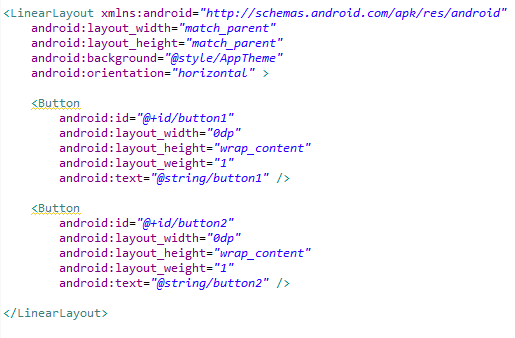 <LinearLayout xmlns:android="http://schemas.android.com/apk/res/android"
    android:layout_width="match_parent"
    android:layout_height="match_parent"
    android:background="@style/AppTheme"
    android:orientation="horizontal" >
    <Button
        android:id="@+id/button1"
        android:layout_width="0dp"
        android:layout_height="wrap_content"
        android:layout_weight="1"
        android:text="@string/button1" />
    <Button
        android:id="@+id/button2"
        android:layout_width="0dp"
        android:layout_height="wrap_content"
        android:layout_weight="1"
        android:text="@string/button2" />
</LinearLayout>